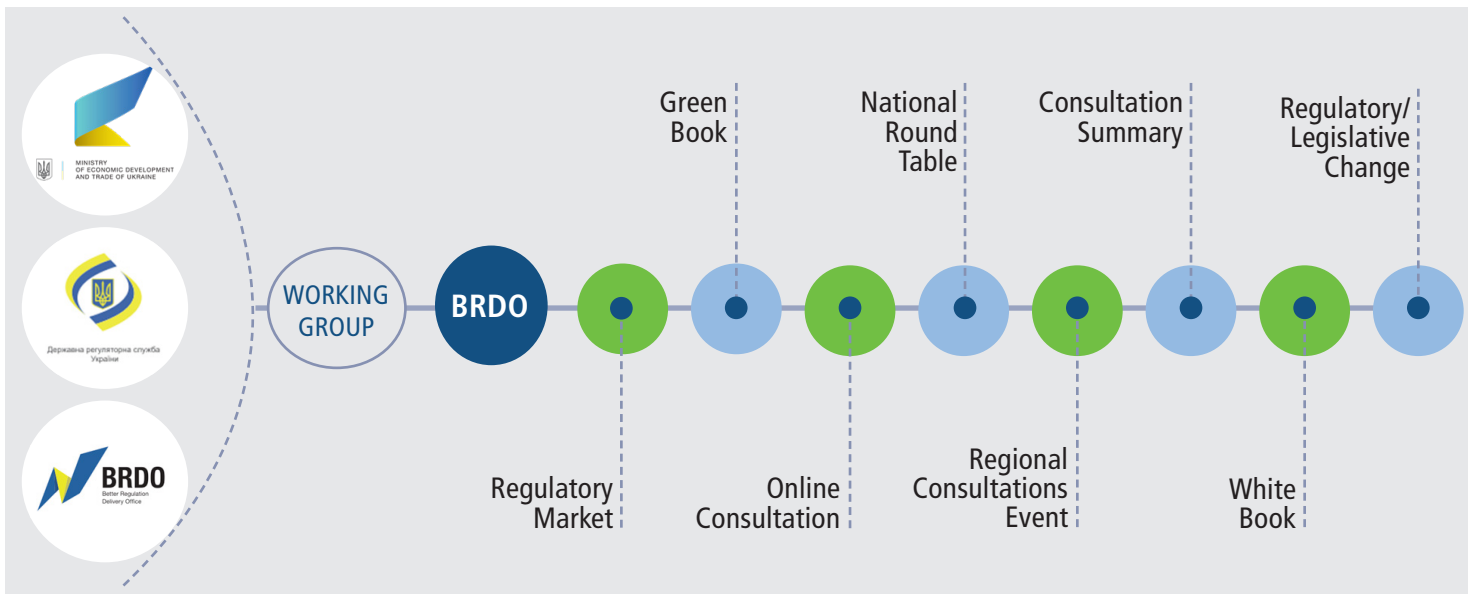 MINISTRY
OF ECONOMIC DEVELOPMENT
AND TRADE OF UKRAINE
Державна регуляторна служба
України
BRDO
Better Regulation
Delivery Office
WORKING
GROUP
BRDO
Regulatory
Market
Green
Book
Online
Consultation
National
Round
Table
Regional
Consultations
Event
Consultation
Summary
White
Book
Regulatory/
Legislative
Change